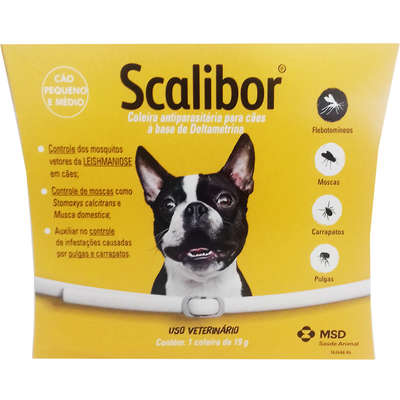 CÃO
PEQUENO
E MÉDIO
Scalibor®
Coleira antiparasitária para cães
à base de Deltametrina
Controle dos mosquitos
vetores da LEISHMANIOSE
em cães;
Controle de moscas como
Stomoxys calcitrans e
Musca domestica;
Auxiliar no controle
de infestações causadas
por pulgas e carrapatos.
Flebotomíneos
Moscas
Carrapatos
Pulgas
USO VETERINÁRIO
Contém: 1 coleira de 19 g
MSD
Saúde Animal